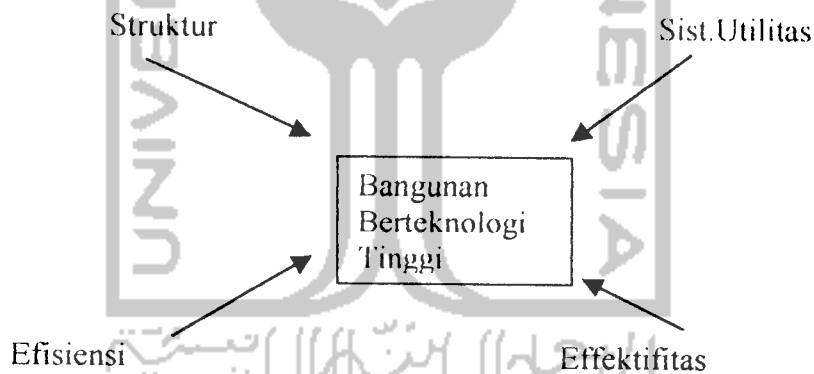 Struktur
Sist.Utilitas
Bangunan
Berteknologi
Tinggi
Efisiensi
Effektifitas